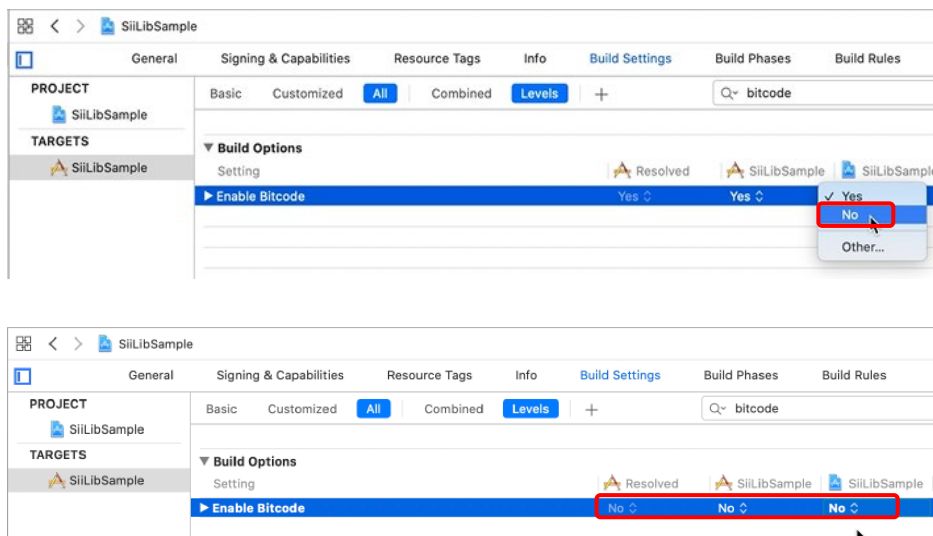 SiiLibSample
General Signing & Capabilities Resource Tags Info Build Settings Build Phases Build Rules
PROJECT
Basic Customized All Combined Levels + bitcode
SiiLibSample
TARGETS
Build Options
SiiLibSample
Setting Resolved SiiLibSample SiiLibSampl
Enable Bitcode Yes Yes Yes
No
Other...
SiiLibSample
General Signing & Capabilities Resource Tags Info Build Settings Build Phases Build Rules
PROJECT
Basic Customized All Combined Levels + bitcode
SiiLibSample
TARGETS
Build Options
SiiLibSample
Setting Resolved SiiLibSample SiiLibSample
Enable Bitcode No No No